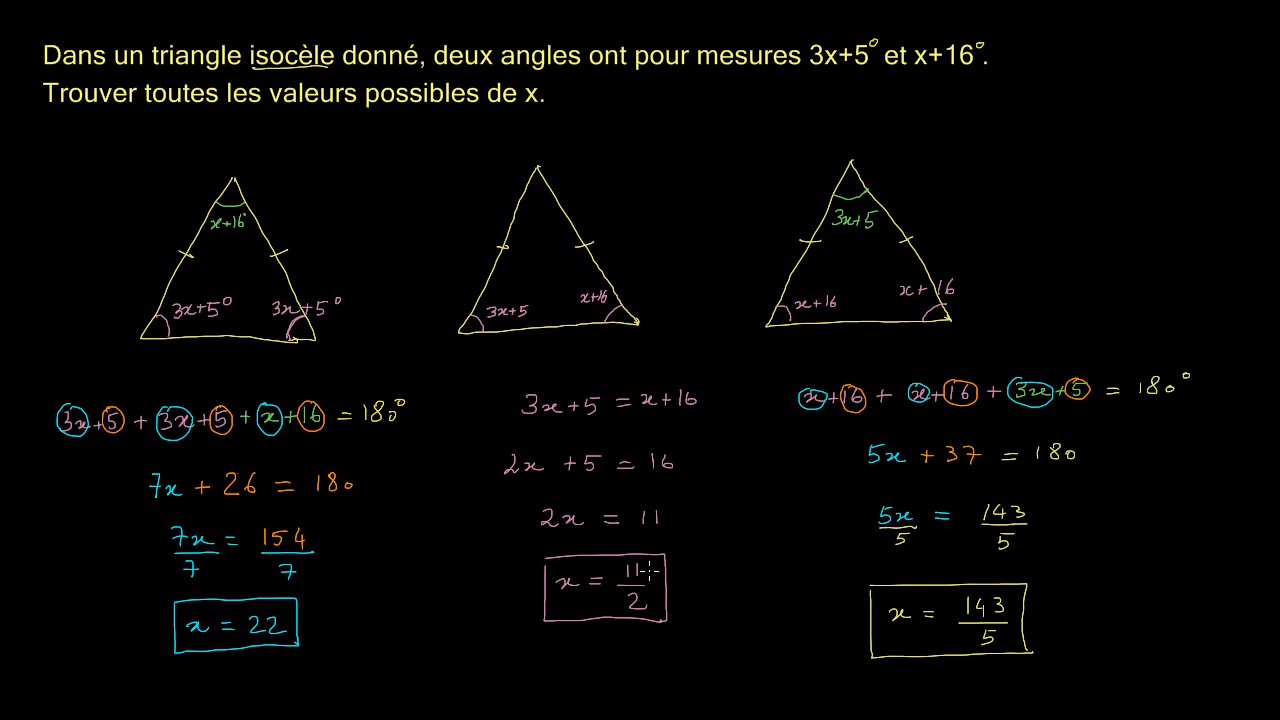 Dans un triangle isocèle donné, deux angles ont pour mesures 3x+5° et x+16°.
Trouver toutes les valeurs possibles de x.
x+16°
3x+5°
3x+5°
3x+5
x+16
3x+5
x+16
x+16
3x+5 + 3x+5 + x+16 = 180°
7x + 26 = 180
7x/7 = 154/7
x = 22
3x+5 = x+16
2x +5 = 16
2x = 11
x = 11/2
x+16 + x+16 + 3x+5 = 180°
5x + 37 = 180
5x/5 = 143/5
x = 143/5